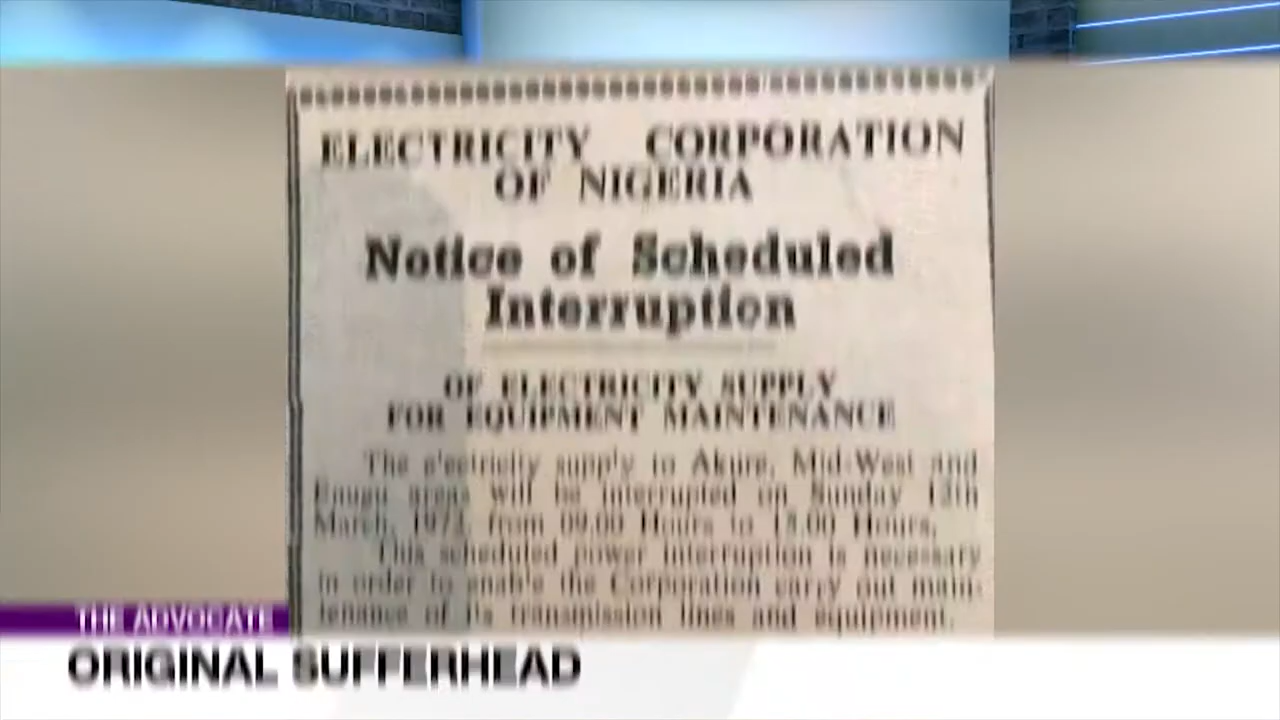 ELECTRICITY CORPORATION
OF NIGERIA
Notice of Scheduled
Interruption
OF ELECTRICITY SUPPLY
FOR EQUIPMENT MAINTENANCE
The electricity supply to Akure, Mid-West and
Enugu areas will be interrupted on Sunday 12th
March, from 09.00 Hours to Hours.
This scheduled power interruption is necessary
in order to enable the Corporation carry out main-
tenance of its transmission lines and equipment.
THE ADVOCATE
ORIGINAL SUFFERHEAD